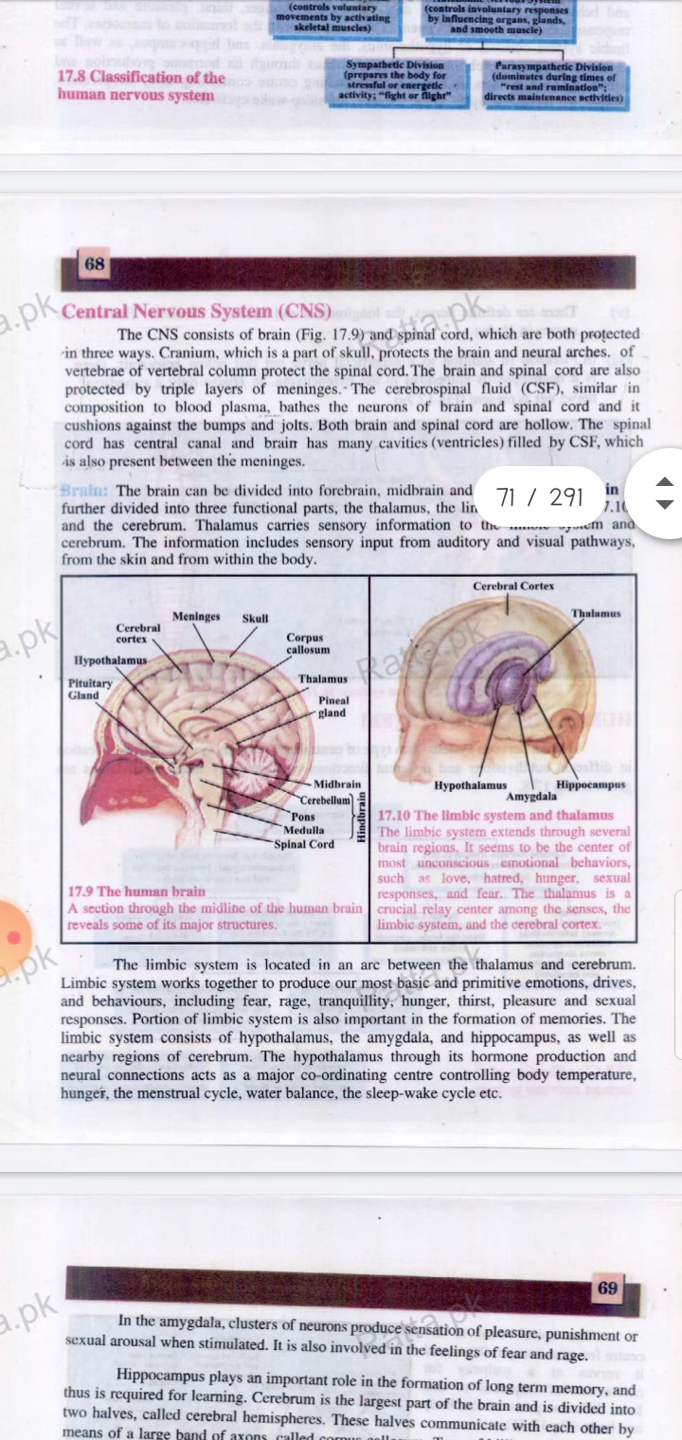 (controls voluntary
movements by activating
skeletal muscles)
(controls involuntary responses
by influencing organs, glands,
and smooth muscle)
17.8 Classification of the
human nervous system
Sympathetic Division
(prepares the body for
stressful or energetic
activity; "fight or flight"
Parasympathetic Division
(dominates during times of
"rest and rumination";
directs maintenance activities)
68
Central Nervous System (CNS)
The CNS consists of brain (Fig. 17.9) and spinal cord, which are both protected
in three ways. Cranium, which is a part of skull, protects the brain and neural arches. of
vertebrae of vertebral column protect the spinal cord. The brain and spinal cord are also
protected by triple layers of meninges. The cerebrospinal fluid (CSF), similar in
composition to blood plasma, bathes the neurons of brain and spinal cord and it
cushions against the bumps and jolts. Both brain and spinal cord are hollow. The spinal
cord has central canal and brain has many cavities (ventricles) filled by CSF, which
is also present between the meninges.
Brain: The brain can be divided into forebrain, midbrain and in
further divided into three functional parts, the thalamus, the
and the cerebrum. Thalamus carries sensory information to the and
cerebrum. The information includes sensory input from auditory and visual pathways,
from the skin and from within the body.
71 / 291
Meninges
Skull
Cerebral
cortex
Corpus
callosum
Hypothalamus
Thalamus
Pituitary
Gland
Pineal
gland
Midbrain
Cerebellum
Pons
Medulla
Hindbrain
Spinal Cord
17.9 The human brain
A section through the midline of the human brain
reveals some of its major structures.
Cerebral Cortex
Thalamus
Hypothalamus
Hippocampus
Amygdala
17.10 The limbic system and thalamus
The limbic system extends through several
brain regions. It seems to be the center of
most unconscious emotional behaviors,
such as love, hatred, hunger, sexual
responses, and fear. The thalamus is a
crucial relay center among the senses, the
limbic system, and the cerebral cortex.
The limbic system is located in an arc between the thalamus and cerebrum.
Limbic system works together to produce our most basic and primitive emotions, drives,
and behaviours, including fear, rage, tranquillity, hunger, thirst, pleasure and sexual
responses. Portion of limbic system is also important in the formation of memories. The
limbic system consists of hypothalamus, the amygdala, and hippocampus, as well as
nearby regions of cerebrum. The hypothalamus through its hormone production and
neural connections acts as a major co-ordinating centre controlling body temperature,
hunger, the menstrual cycle, water balance, the sleep-wake cycle etc.
69
In the amygdala, clusters of neurons produce sensation of pleasure, punishment or
sexual arousal when stimulated. It is also involved in the feelings of fear and rage.
Hippocampus plays an important role in the formation of long term memory, and
thus is required for learning. Cerebrum is the largest part of the brain and is divided into
two halves, called cerebral hemispheres. These halves communicate with each other by
means of a large band of axons, called
Ratta.pk